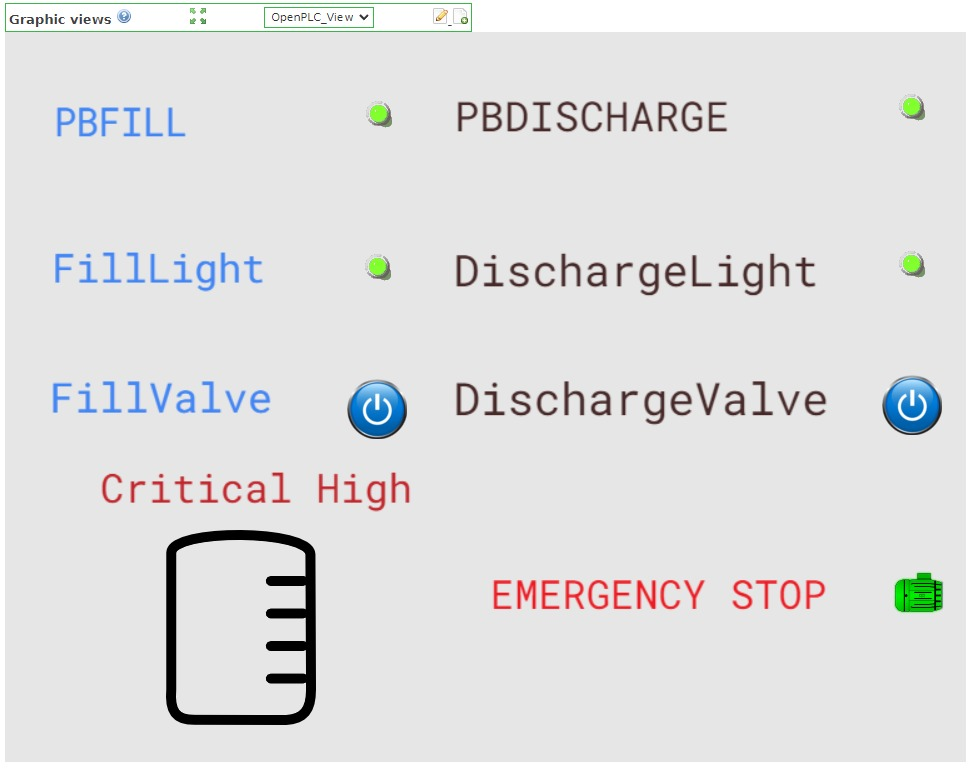 Graphic views OpenPLC_View
PBFILL PBDISCHARGE
FillLight DischargeLight
FillValve DischargeValve
Critical High
EMERGENCY STOP